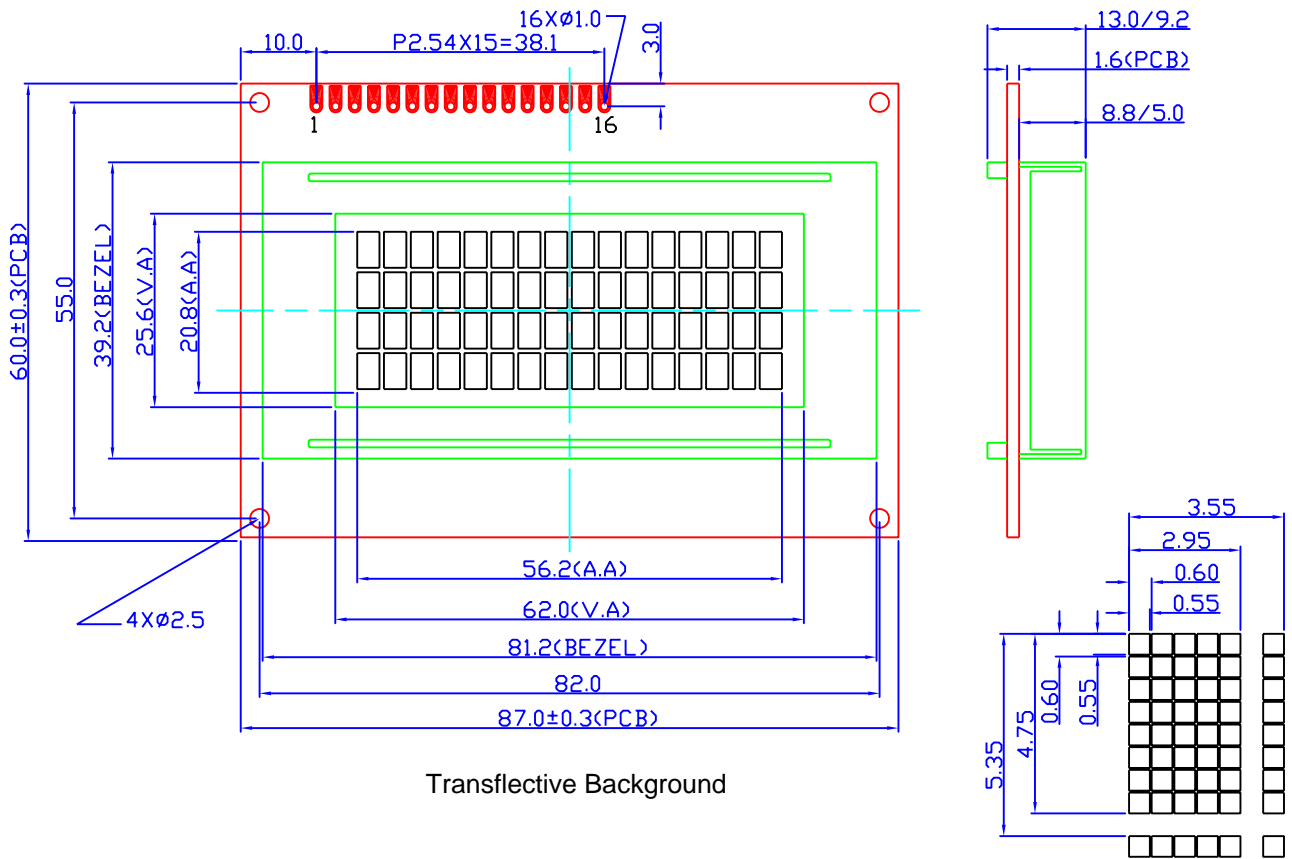 16XØ1.0
10.0
P2.54X15=38.1
3.0
1
16
60.0±0.3(PCB)
55.0
39.2(BEZEL)
25.6(V.A)
20.8(A.A)
56.2(A.A)
62.0(V.A)
4XØ2.5
81.2(BEZEL)
82.0
87.0±0.3(PCB)
Transflective Background
13.0/9.2
1.6(PCB)
8.8/5.0
3.55
2.95
0.60
0.55
0.60
0.55
4.75
5.35